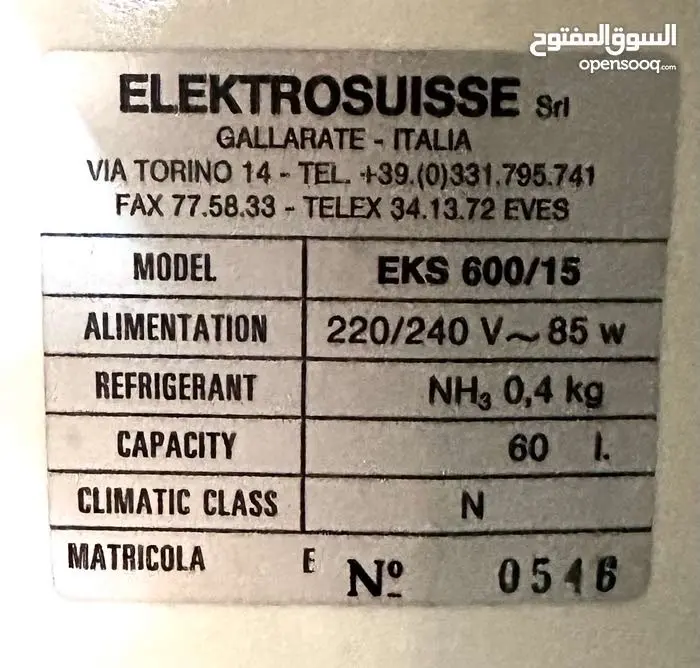 السوق المفتوح
opensooq.com
ELEKTROSUISSE Srl
GALLARATE - ITALIA
VIA TORINO 14 - TEL. +39.(0)331.795.741
FAX 77.58.33 - TELEX 34.13.72 EVES
MODEL EKS 600/15
ALIMENTATION 220/240 V~ 85 w
REFRIGERANT NH₃ 0,4 kg
CAPACITY 60 l.
CLIMATIC CLASS N
MATRICOLA E Nº 0546